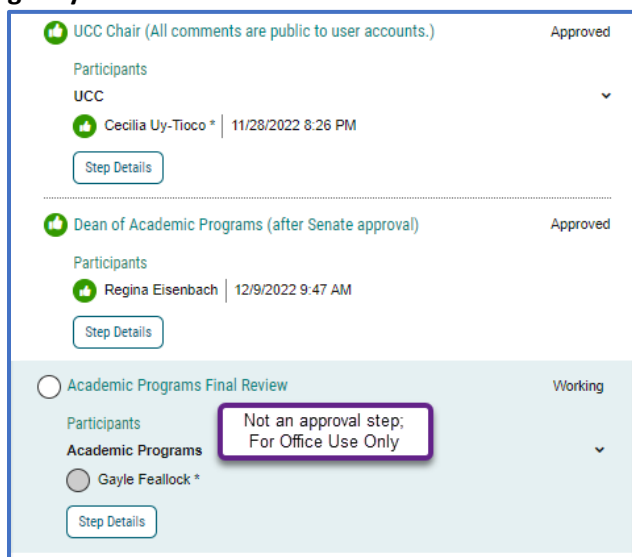 UCC Chair (All comments are public to user accounts.) Approved
Participants
UCC
Cecilia Uy-Tioco * | 11/28/2022 8:26 PM
Step Details
Dean of Academic Programs (after Senate approval) Approved
Participants
Regina Eisenbach | 12/9/2022 9:47 AM
Step Details
Academic Programs Final Review Working
Participants
Not an approval step;
For Office Use Only
Academic Programs
Gayle Feallock *
Step Details